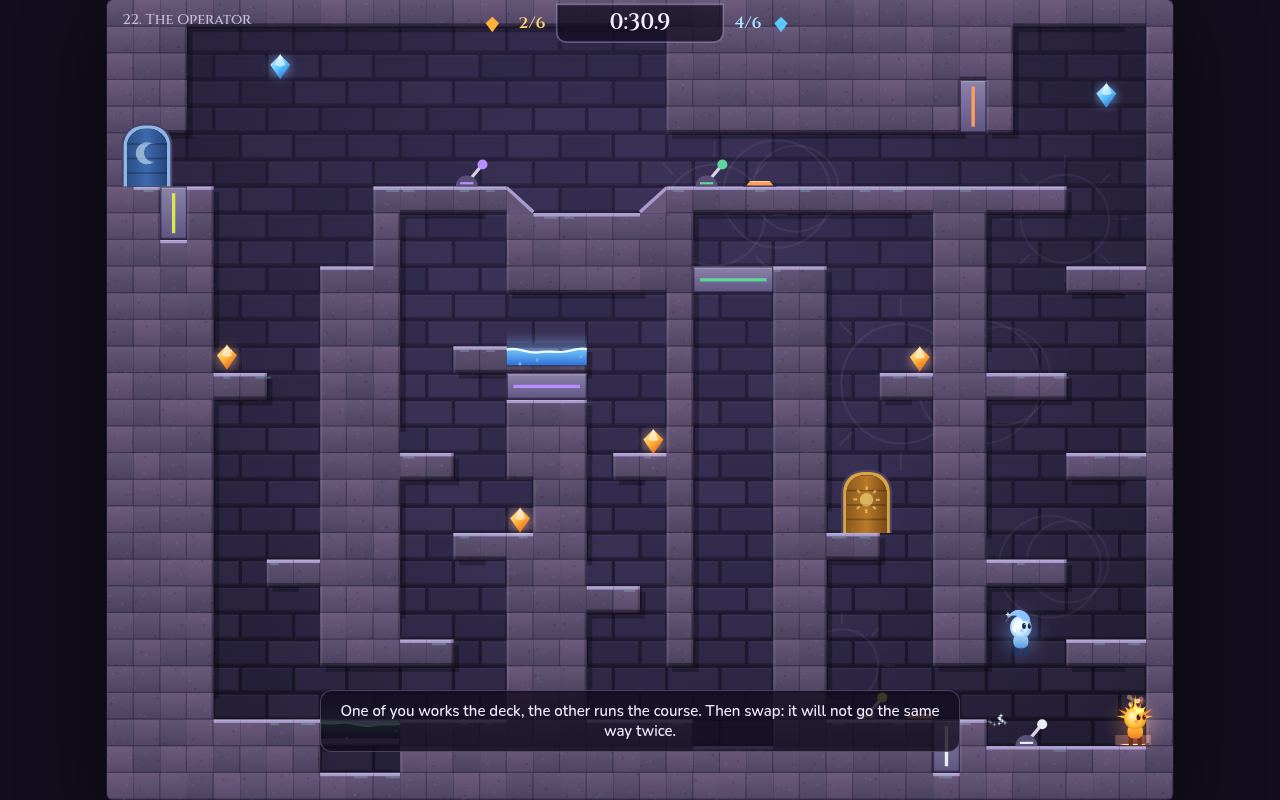 22. The Operator
2/6
0:30.9
4/6
One of you works the deck, the other runs the course. Then swap: it will not go the same
way twice.